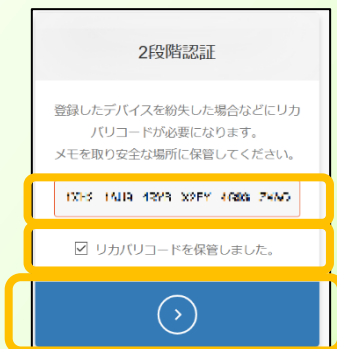 2段階認証
登録したデバイスを紛失した場合などにリカ
バリコードが必要になります。
メモを取り安全な場所に保管してください。
リカバリコードを保管しました。